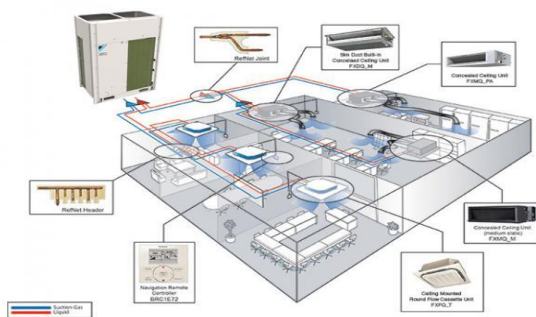 RefNet Joint
Slim Duct Built-in
Concealed Ceiling Unit
FXDQ_M
Concealed Ceiling Unit
FXMQ_PA
RefNet Header
Navigation Remote
Controller
BRC1E72
Concealed Ceiling Unit
(medium static)
FXMQ_M
Ceiling Mounted
Round Flow Cassette Unit
FXFQ_T
Suction Gas
Liquid